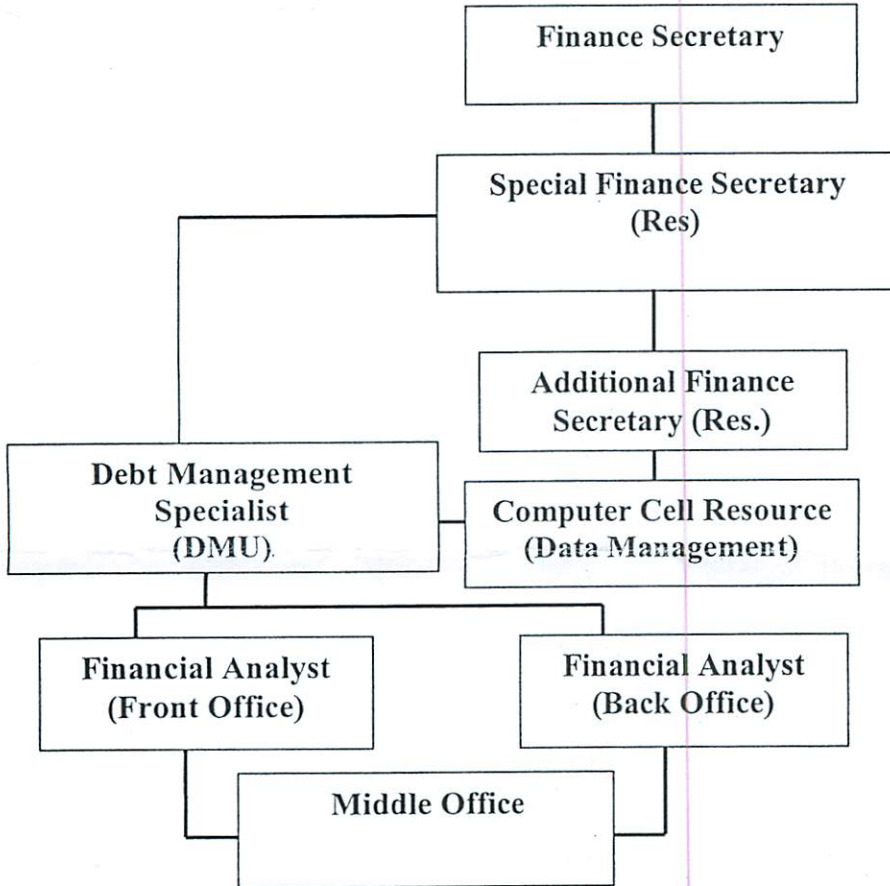 Finance Secretary
Special Finance Secretary
(Res)
Additional Finance
Secretary (Res.)
Debt Management
Specialist
(DMU).
Computer Cell Resource
(Data Management)
Financial Analyst
(Front Office)
Financial Analyst
(Back Office)
Middle Office